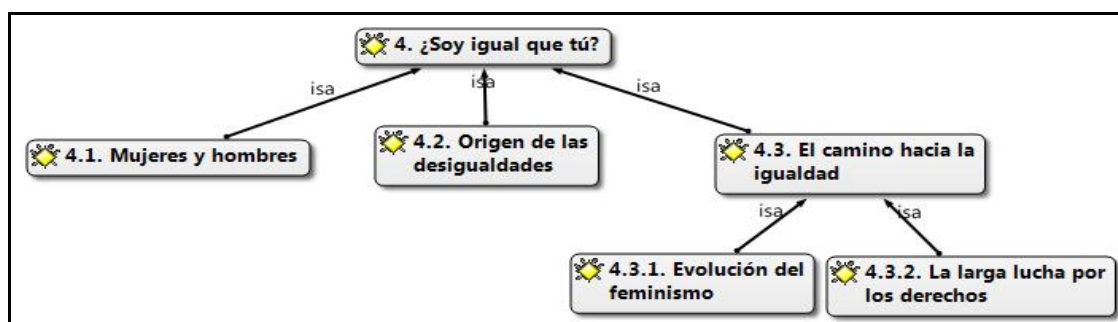 4. ¿Soy igual que tú?
isa
isa
isa
4.1. Mujeres y hombres
4.2. Origen de las
desigualdades
4.3. El camino hacia la
igualdad
isa
isa
4.3.1. Evolución del
feminismo
4.3.2. La larga lucha por
los derechos